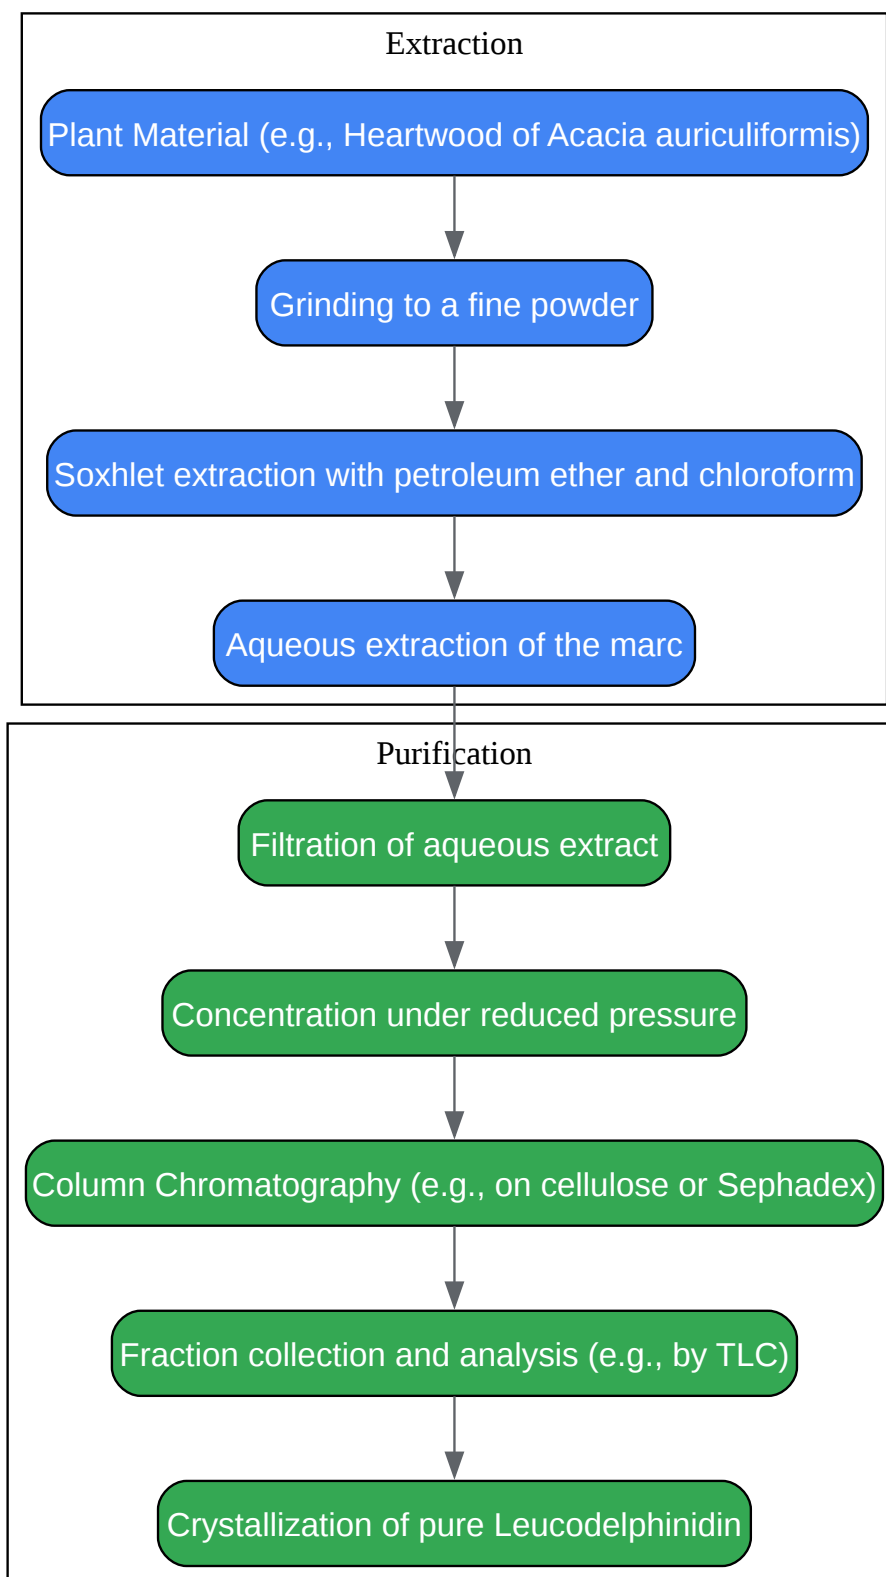 Extraction
Plant Material (e.g., Heartwood of Acacia auriculiformis)
Grinding to a fine powder
Soxhlet extraction with petroleum ether and chloroform
Aqueous extraction of the marc
Purification
Filtration of aqueous extract
Concentration under reduced pressure
Column Chromatography (e.g., on cellulose or Sephadex)
Fraction collection and analysis (e.g., by TLC)
Crystallization of pure Leucodelphinidin